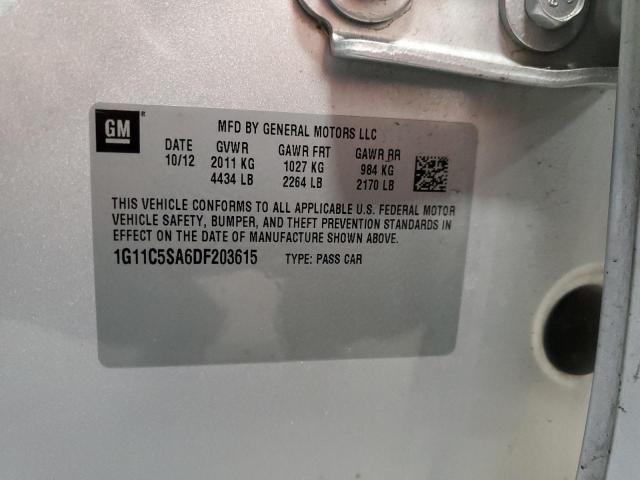 GM ®
MFD BY GENERAL MOTORS LLC
DATE GVWR GAWR FRT GAWR RR
10/12 2011 KG 1027 KG 984 KG
4434 LB 2264 LB 2170 LB
THIS VEHICLE CONFORMS TO ALL APPLICABLE U.S. FEDERAL MOTOR
VEHICLE SAFETY, BUMPER, AND THEFT PREVENTION STANDARDS IN
EFFECT ON THE DATE OF MANUFACTURE SHOWN ABOVE.
1G11C5SA6DF203615 TYPE: PASS CAR